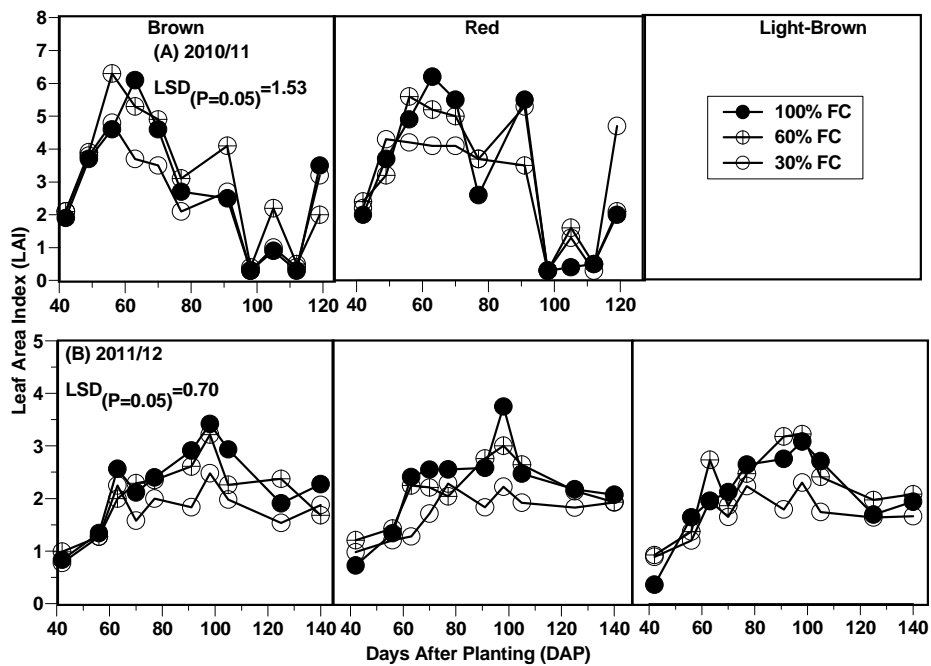 Brown
Red
Light-Brown
(A) 2010/11
LSD(P=0.05)=1.53
100% FC
60% FC
30% FC
8
7
6
5
4
3
2
1
0
40 60 80 100 120
40 60 80 100 120
Leaf Area Index (LAI)
(B) 2011/12
LSD(P=0.05)=0.70
5
4
3
2
1
0
40 60 80 100 120 140
40 60 80 100 120 140
40 60 80 100 120 140
Days After Planting (DAP)